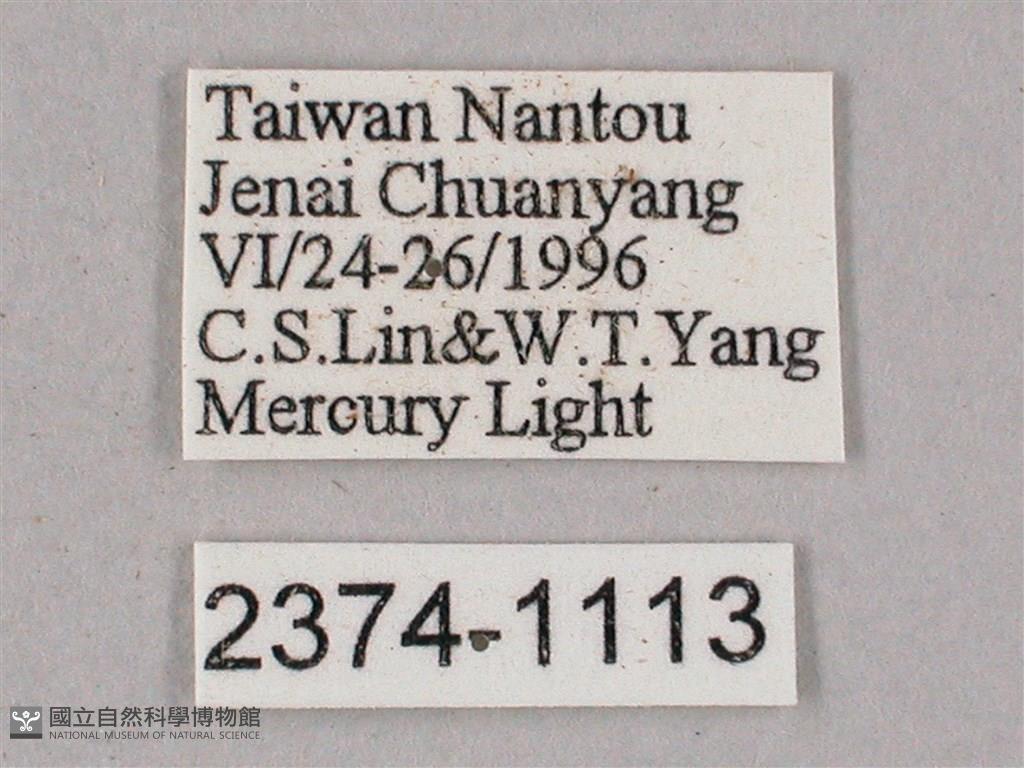 Taiwan Nantou
Jenai Chuanyang
VI/24-26/1996
C.S.Lin&W.T.Yang
Mercury Light
2374-1113
國立自然科學博物館
NATIONAL MUSEUM OF NATURAL SCIENCE